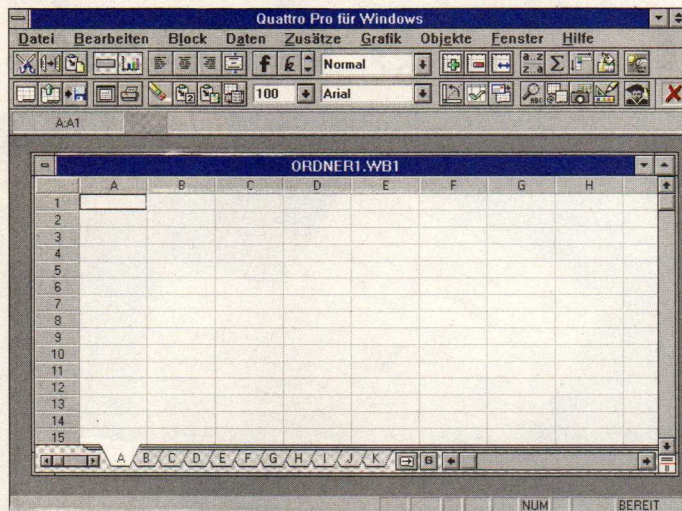 Quattro Pro für Windows
Datei Bearbeiten Block Daten Zusätze Grafik Objekte Fenster Hilfe
f k Normal a..z z..a Σ
100 Arial ABC
A:A1
ORDNER1.WB1
A B C D E F G H
1
2
3
4
5
6
7
8
9
10
11
12
13
14
15
A B C D E F G H I J K G
NUM BEREIT